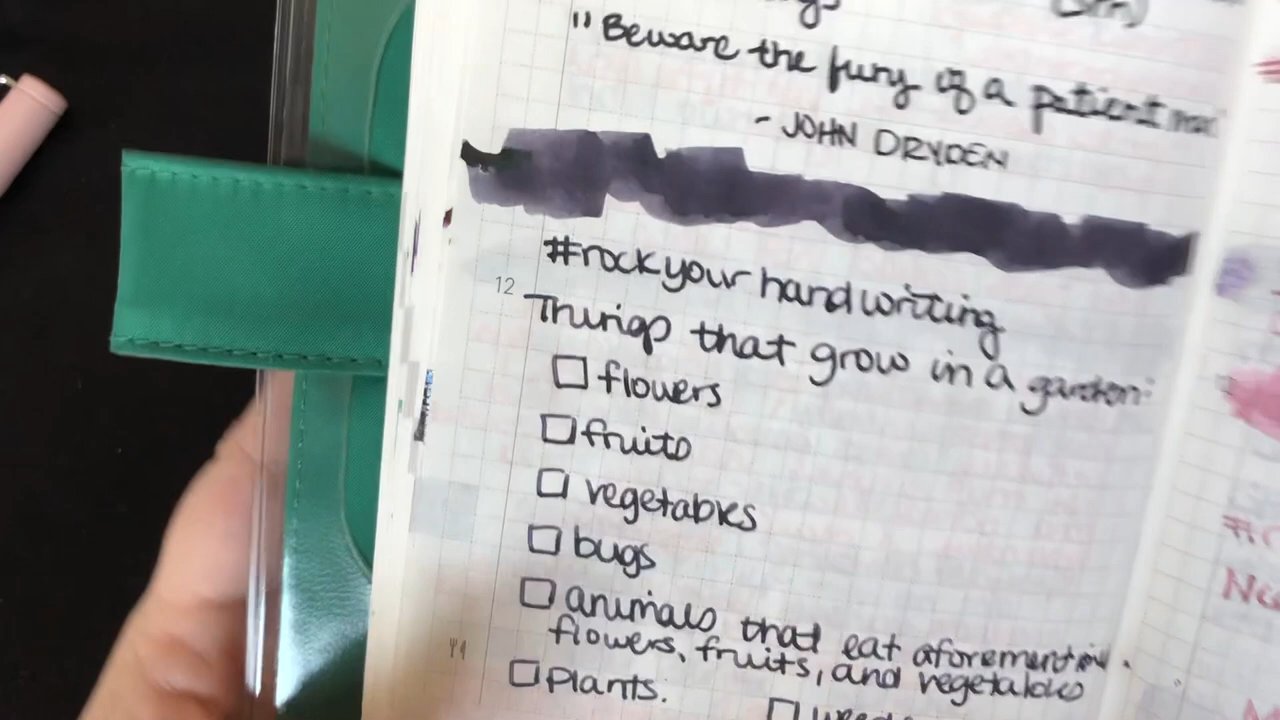 "Beware the fury of a patient
- JOHN DRYDEN
#rockyourhandwriting
12
Things that grow in a garden:
flowers
fruits
vegetables
bugs
animals that eat
flowers, fruits, and vegetables
Plants.